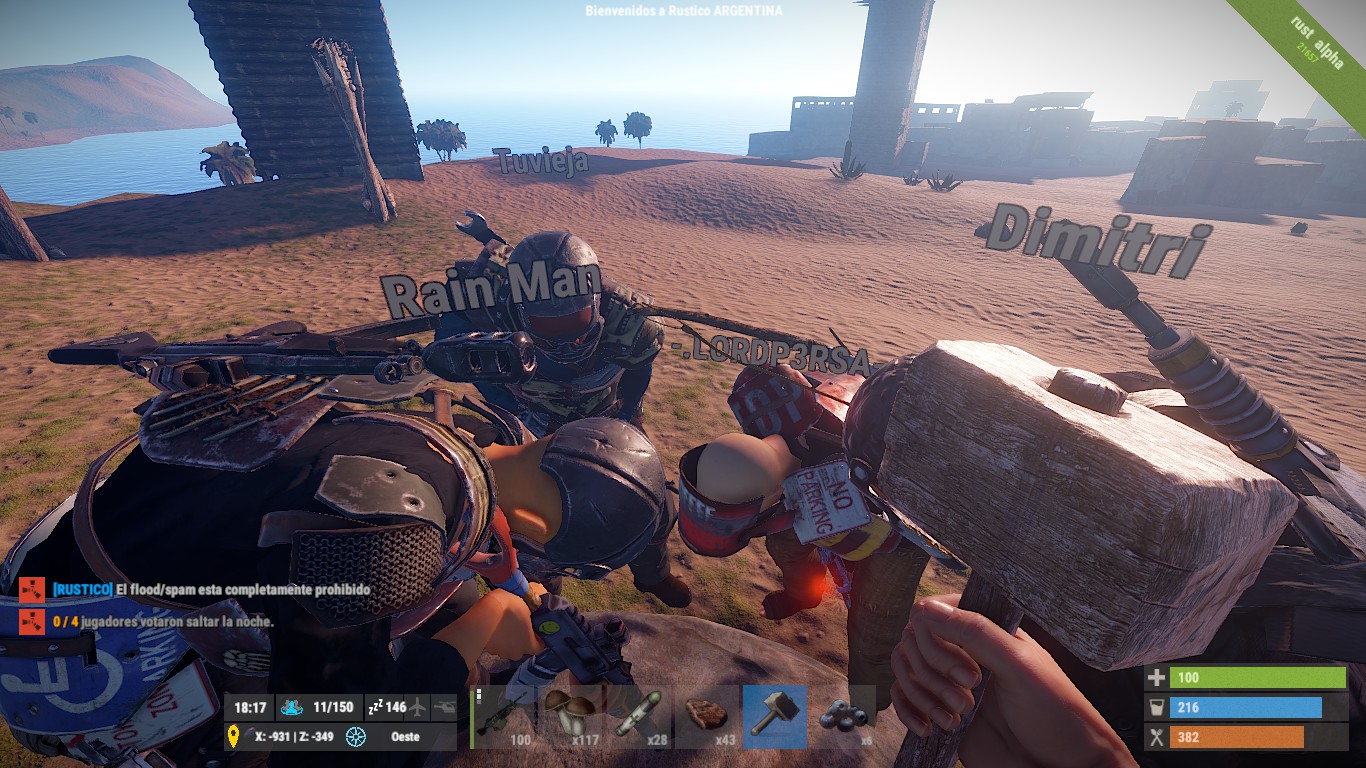 Bienvenidos a Rustico ARGENTINA
rust alpha
21657
Tuvieja
Dimitri
Rain Man
-.LORDP3RSA-
NO
PARKING
[RUSTICO] El flood/spam esta completamente prohibido
0 / 4 jugadores votaron saltar la noche.
PARKING
18:17
11/150
zzZ 146
X: -931 | Z: -349
Oeste
100
x117
x28
x43
x6
100
216
382